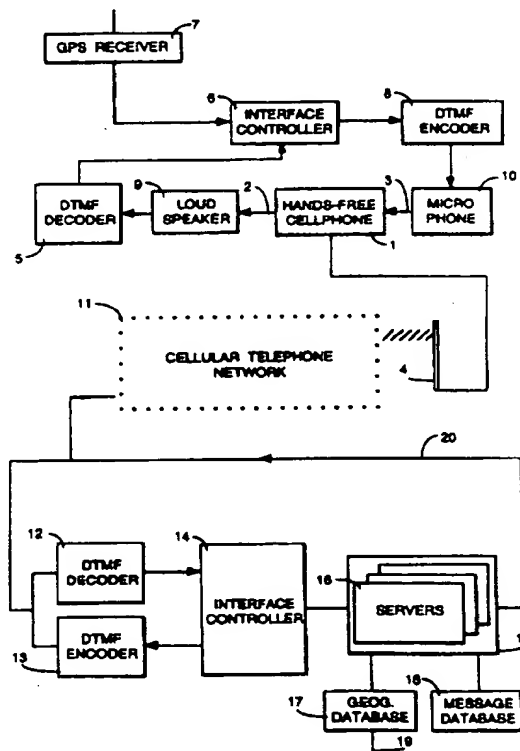 7
GPS RECEIVER
6
INTERFACE
CONTROLLER
8
DTMF
ENCODER
DTMF
DECODER
5
9
LOUD
SPEAKER
2
HANDS-FREE
CELLPHONE
1
3
MICRO
PHONE
10
11
CELLULAR TELEPHONE
NETWORK
4
20
12
DTMF
DECODER
14
INTERFACE
CONTROLLER
16
SERVERS
DTMF
ENCODER
13
17
GEOG.
DATABASE
18
MESSAGE
DATABASE
19